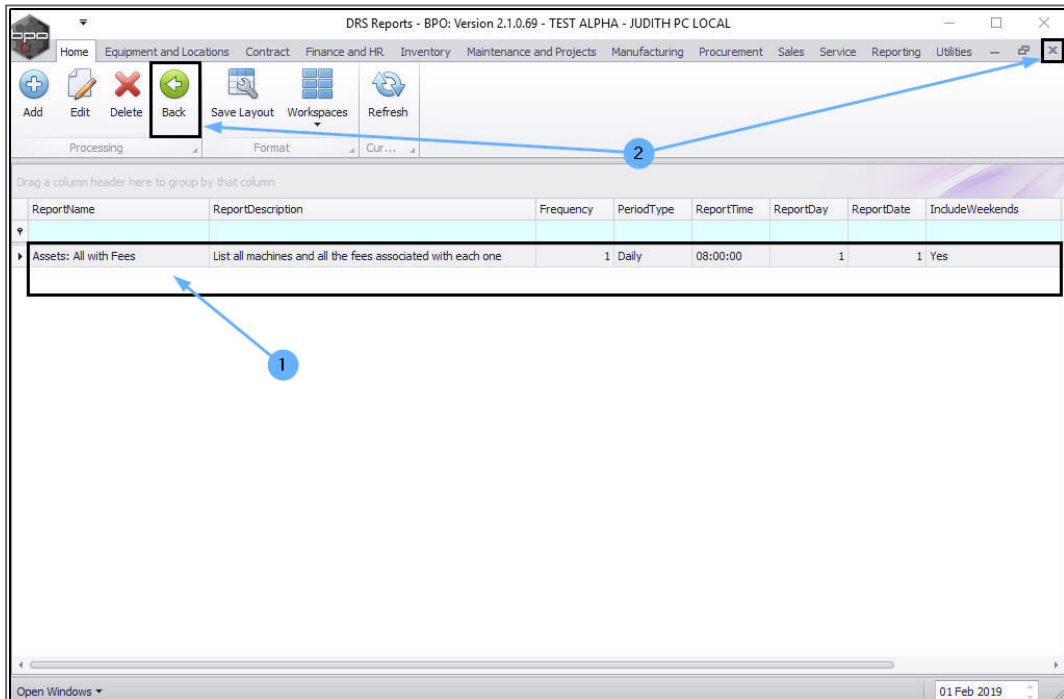 DRS Reports - BPO: Version 2.1.0.69 - TEST ALPHA - JUDITH PC LOCAL
bpo
Home Equipment and Locations Contract Finance and HR Inventory Maintenance and Projects Manufacturing Procurement Sales Service Reporting Utilities
Add Edit Delete Back Save Layout Workspaces Refresh
Processing Format Cur...
2
Drag a column header here to group by that column
ReportName ReportDescription Frequency PeriodType ReportTime ReportDay ReportDate IncludeWeekends
Assets: All with Fees List all machines and all the fees associated with each one 1 Daily 08:00:00 1 1 Yes
1
Open Windows 01 Feb 2019